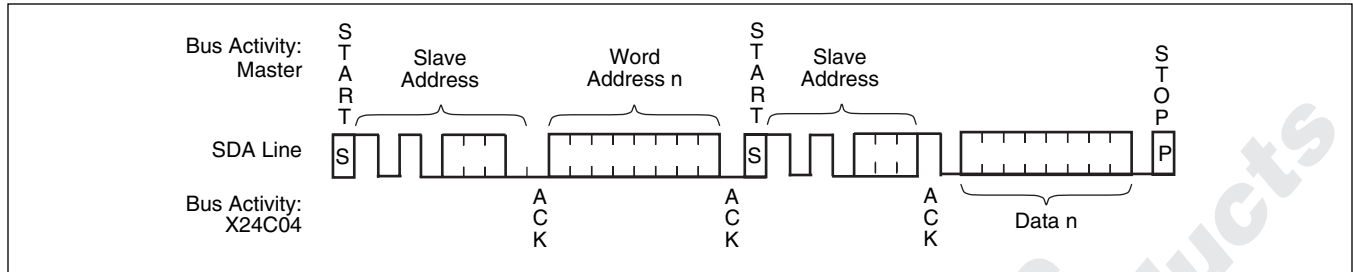 Bus Activity:
Master
START
Slave
Address
Word
Address n
START
Slave
Address
STOP
SDA Line
S
S
P
Bus Activity:
X24C04
ACK
ACK
ACK
Data n